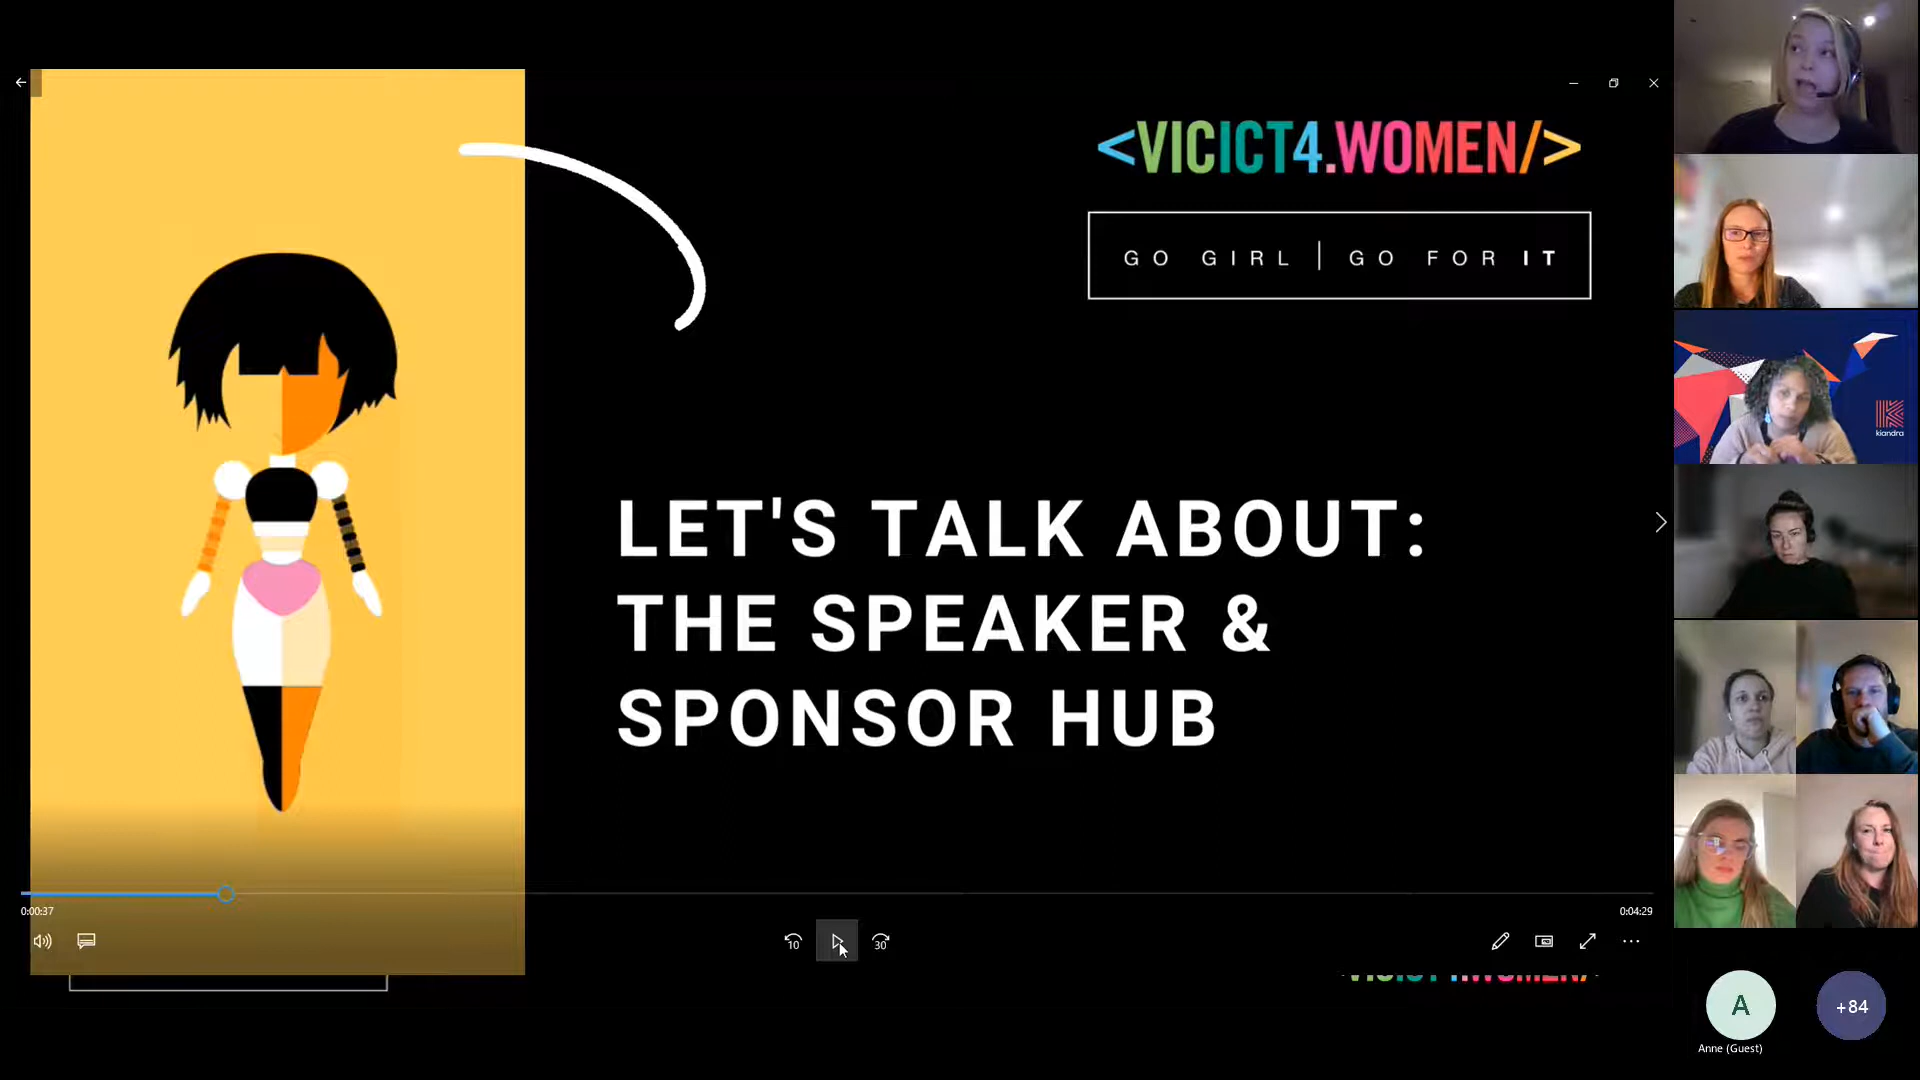 <VICICT4.WOMEN/>
GO GIRL | GO FOR IT
LET'S TALK ABOUT:
THE SPEAKER &
SPONSOR HUB
0:00:37
0:04:29
10
30
kiandra
A
+84
Anne (Guest)